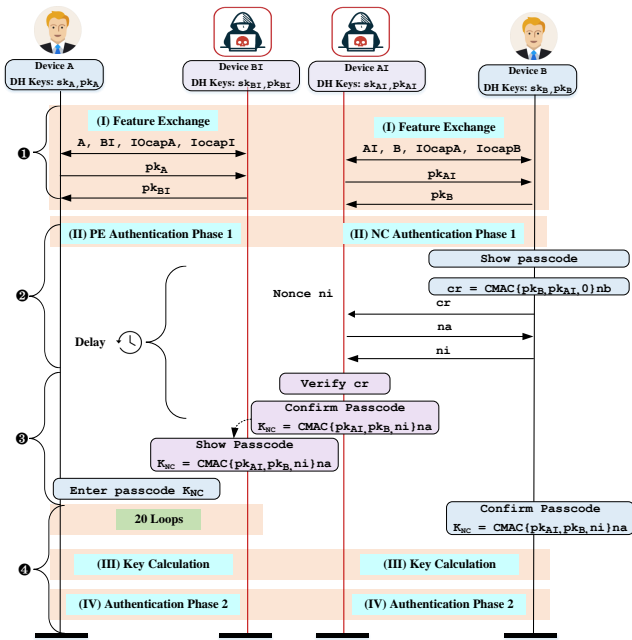 Device A
DH Keys: skA,pkA
Device BI
DH Keys: skBI,pkBI
Device AI
DH Keys: skAI,pkAI
Device B
DH Keys: skB,pkB
❶
(I) Feature Exchange
A, BI, IOcapA, IocapI
pkA
pkBI
(I) Feature Exchange
AI, B, IOcapA, IocapB
pkAI
pkB
(II) PE Authentication Phase 1
(II) NC Authentication Phase 1
❷
Show passcode
cr = CMAC{pkB,pkAI,0}nb
Nonce ni
cr
na
ni
Delay
Verify cr
❸
Confirm Passcode
KNC = CMAC{pkAI,pkB,ni}na
Show Passcode
KNC = CMAC{pkAI,pkB,ni}na
Enter passcode KNC
Confirm Passcode
KNC = CMAC{pkAI,pkB,ni}na
20 Loops
❹
(III) Key Calculation
(III) Key Calculation
(IV) Authentication Phase 2
(IV) Authentication Phase 2